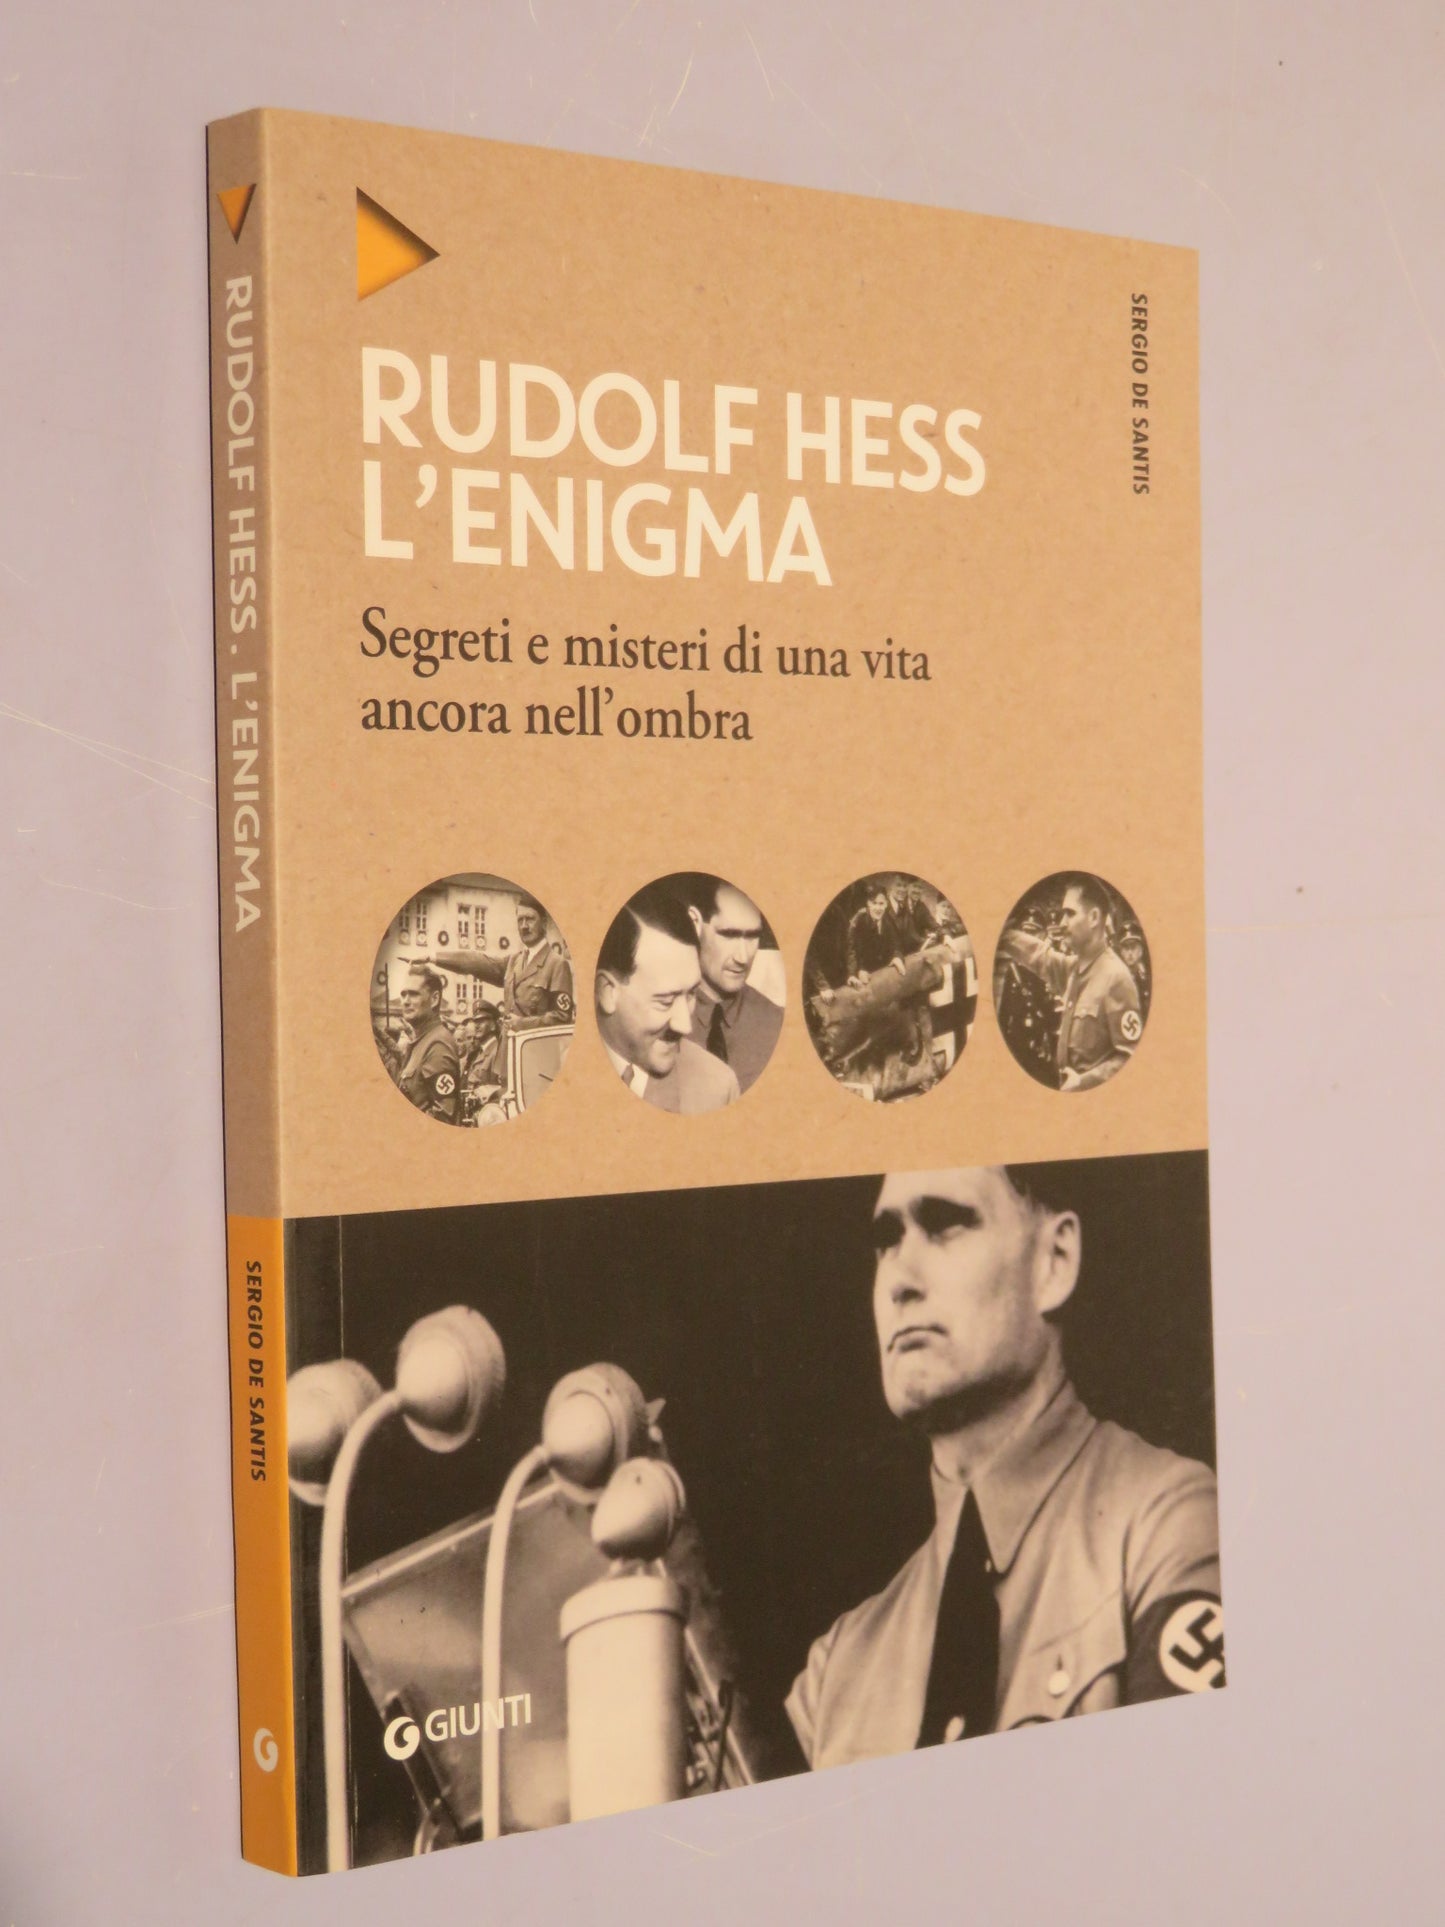 RUDOLF HESS
L'ENIGMA
Segreti e misteri di una vita
ancora nell'ombra
SERGIO DE SANTIS
GIUNTI
RUDOLF HESS. L'ENIGMA
SERGIO DE SANTIS